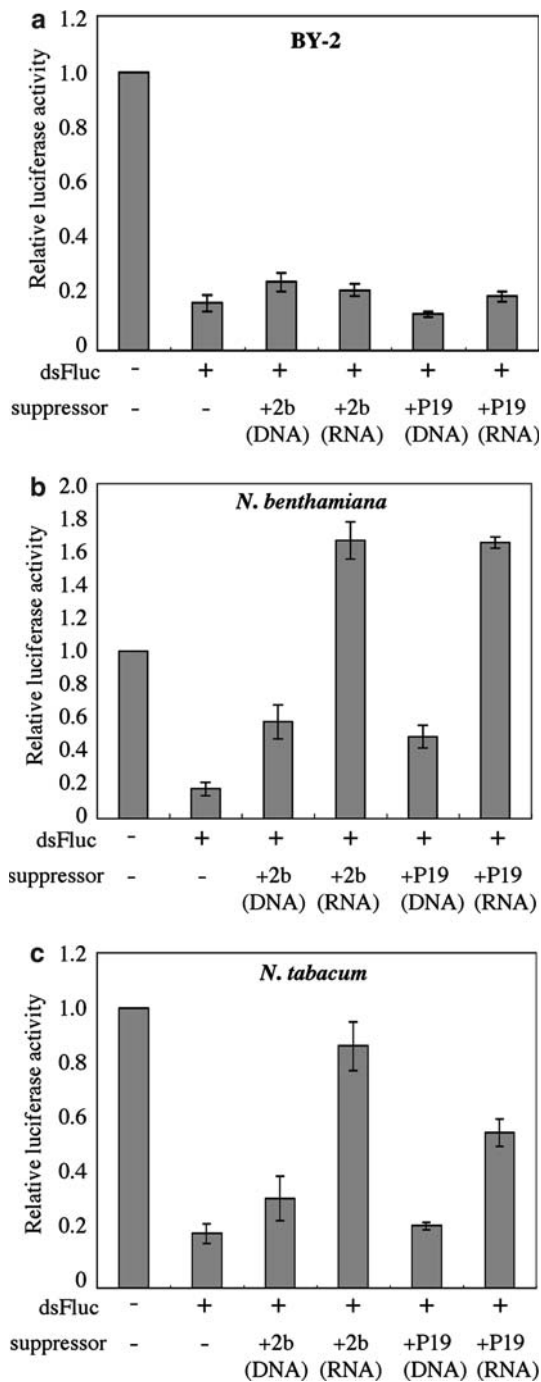 a
BY-2
Relative luciferase activity
1.2
1.0
0.8
0.6
0.4
0.2
0
dsFluc - + + + + +
suppressor - - +2b +2b +P19 +P19
(DNA) (RNA) (DNA) (RNA)
b
N. benthamiana
Relative luciferase activity
2.0
1.8
1.6
1.4
1.2
1.0
0.8
0.6
0.4
0.2
0
dsFluc - + + + + +
suppressor - - +2b +2b +P19 +P19
(DNA) (RNA) (DNA) (RNA)
c
N. tabacum
Relative luciferase activity
1.2
1.0
0.8
0.6
0.4
0.2
0
dsFluc - + + + + +
suppressor - - +2b +2b +P19 +P19
(DNA) (RNA) (DNA) (RNA)